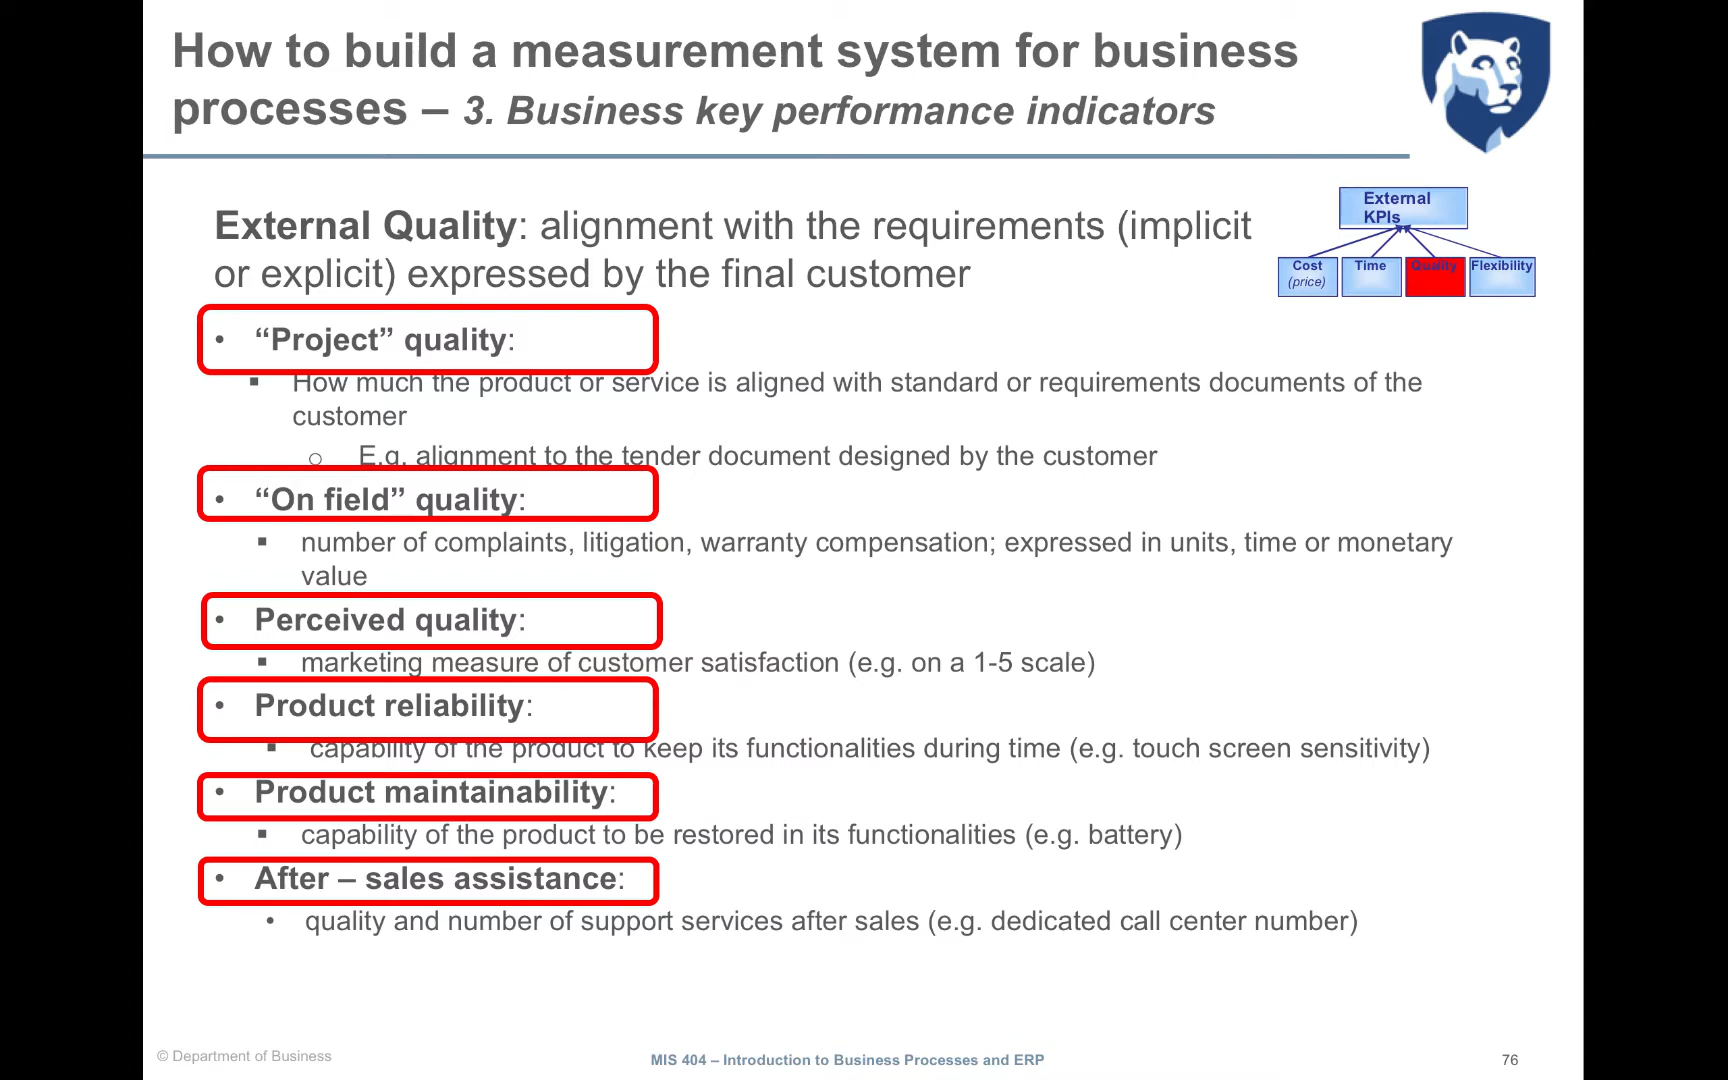 How to build a measurement system for business
processes – 3. Business key performance indicators
External
KPIs
Cost
(price)
Time
Quality
Flexibility
External Quality: alignment with the requirements (implicit
or explicit) expressed by the final customer
• “Project” quality:
▪ How much the product or service is aligned with standard or requirements documents of the
customer
o E.g. alignment to the tender document designed by the customer
• “On field” quality:
▪ number of complaints, litigation, warranty compensation; expressed in units, time or monetary
value
• Perceived quality:
▪ marketing measure of customer satisfaction (e.g. on a 1-5 scale)
• Product reliability:
▪ capability of the product to keep its functionalities during time (e.g. touch screen sensitivity)
• Product maintainability:
▪ capability of the product to be restored in its functionalities (e.g. battery)
• After – sales assistance:
• quality and number of support services after sales (e.g. dedicated call center number)
© Department of Business
MIS 404 – Introduction to Business Processes and ERP
76